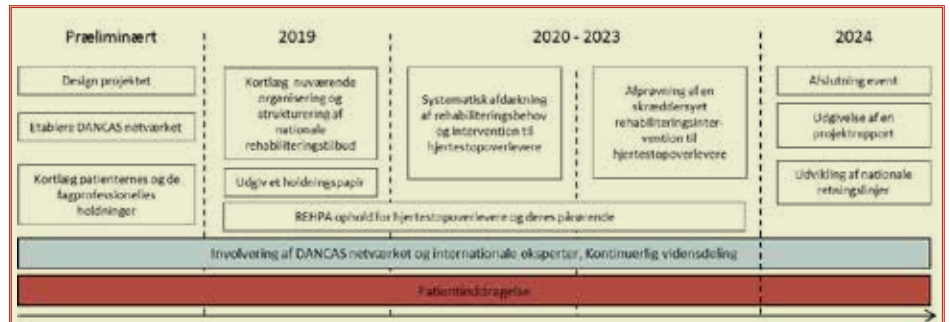 Præliminært
2019
2020 - 2023
2024
Design projektet
Etablere DANCAS netværket
Kortlæg patienternes og de
fagprofessionelles
holdninger
Kortlæg nuværende
organisering og
strukturering af
nationale
rehabiliteringstilbud
Udgiv et holdningspapir
Systematisk afdækning
af rehabiliteringsbehov
og intervention til
hjertestopoverlevere
Afprøvning af en
skræddersyet
rehabiliteringsinter-
vention til
hjertestopoverlevere
Afslutning event
Udgivelse af en
projektrapport
Udvikling af nationale
retningslinjer
REHPA ophold for hjertestopoverlevere og deres pårørende
Involvering af DANCAS netværket og internationale eksperter, Kontinuerlig vidensdeling
Patientinddragelse